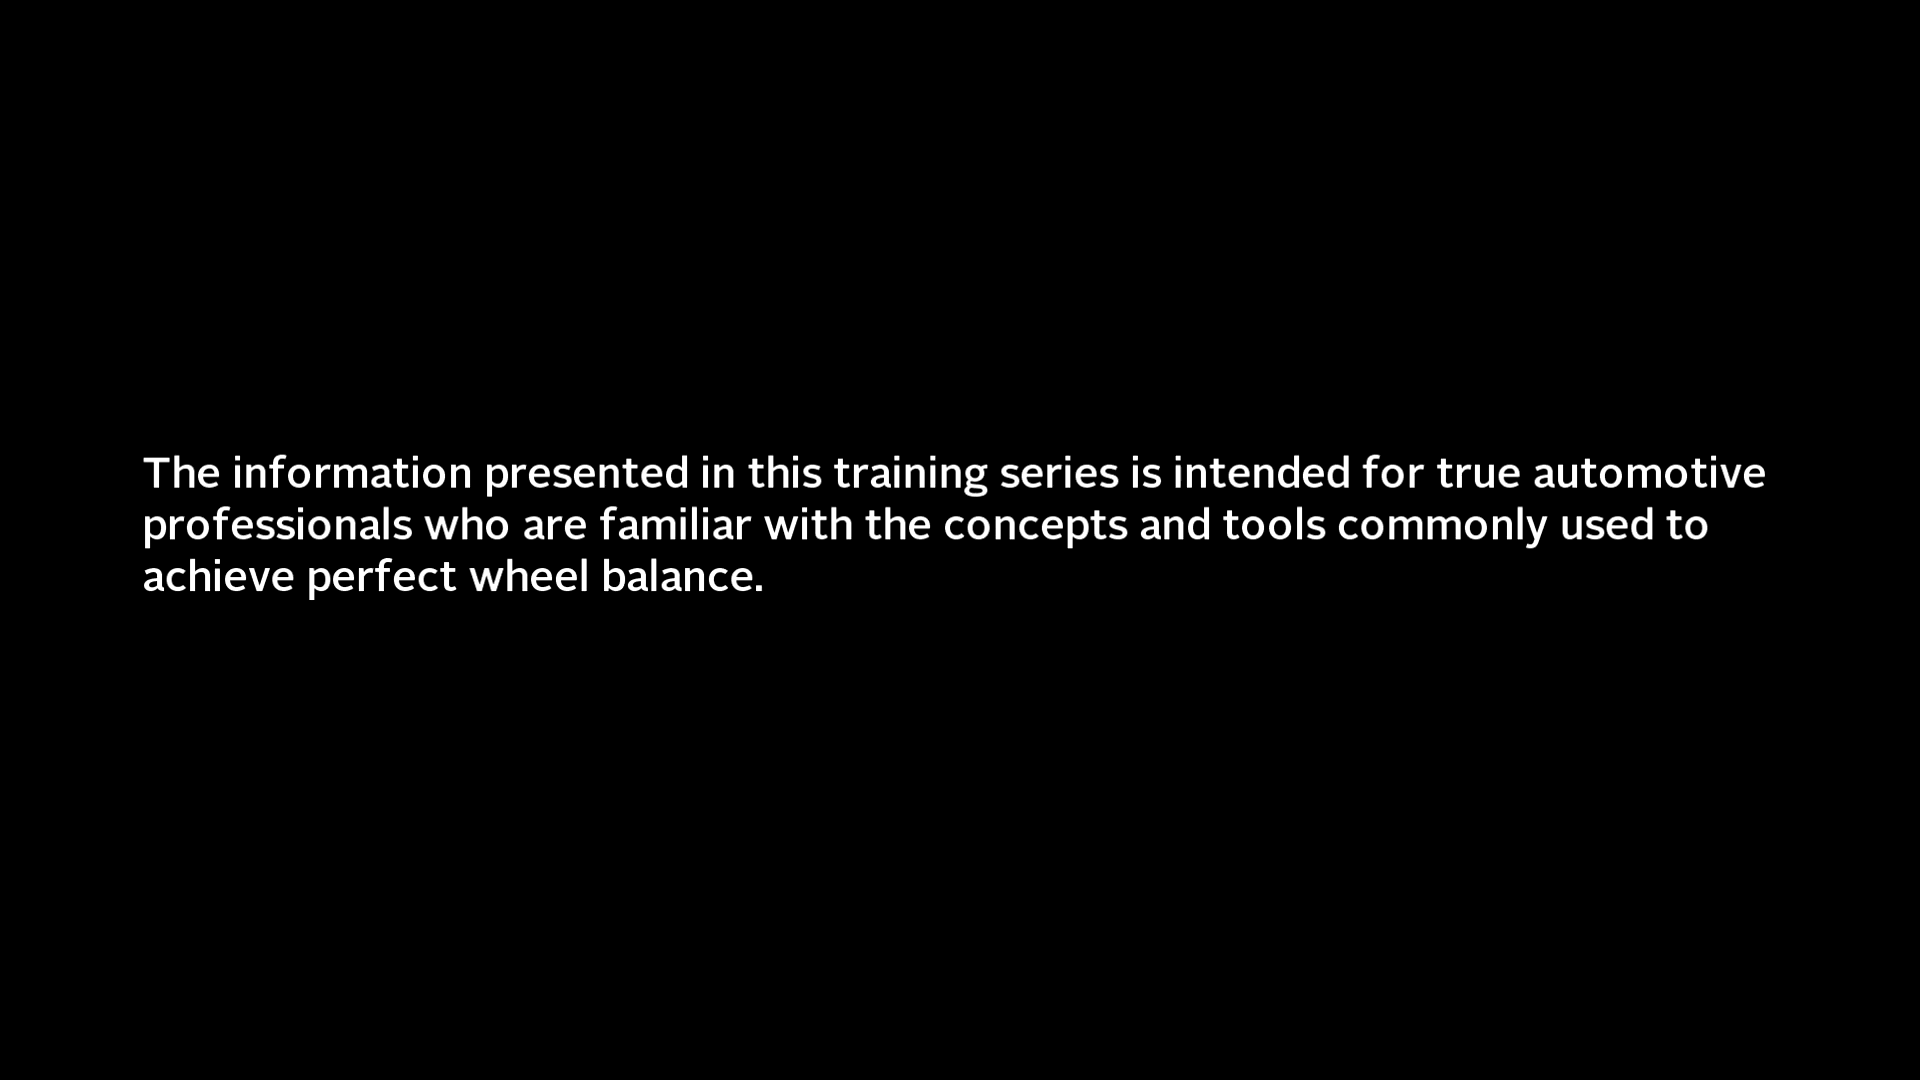 The information presented in this training series is intended for true automotive
professionals who are familiar with the concepts and tools commonly used to
achieve perfect wheel balance.